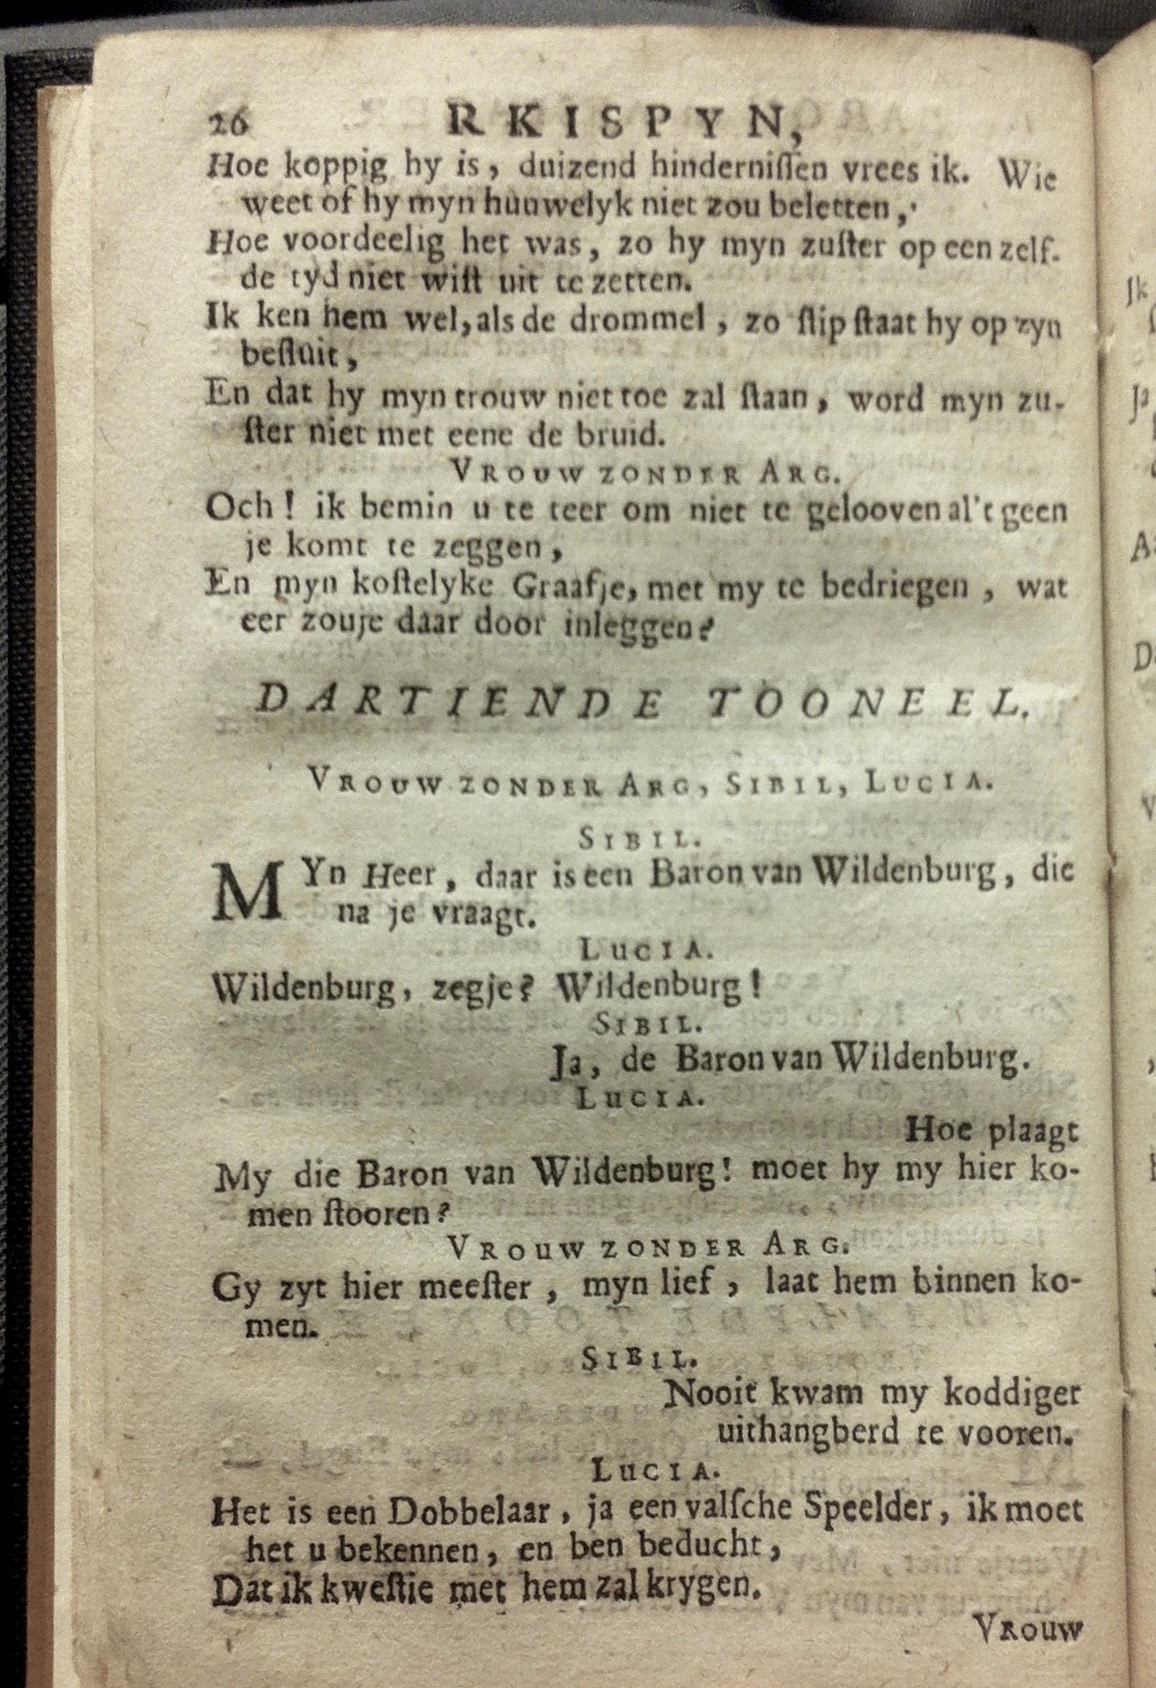 26 RKISPYN,
Hoe koppig hy is, duizend hinderniſſen vrees ik. Wie
weet of hy myn huuwelyk niet zou beletten,
Hoe voordeelig het was, zo hy myn zuſter op een zelf-
de tyd niet wiſt uit te zetten.
Ik ken hem wel, als de drommel, zo ſlip ſtaat hy op zyn
beſluit,
En dat hy myn trouw niet toe zal ſtaan, word myn zu-
ſter niet met eene de bruid.
VROUW ZONDER ARG.
Och! ik bemin u te teer om niet te gelooven al't geen
je komt te zeggen,
En myn koſtelyke Graafje, met my te bedriegen, wat
eer zouje daar door inleggen?
DARTIENDE TOONEEL.
VROUW ZONDER ARG, SIBIL, LUCIA.
SIBIL.
MYn Heer, daar is een Baron van Wildenburg, die
na je vraagt.
LUCIA.
Wildenburg, zegje? Wildenburg!
SIBIL.
Ja, de Baron van Wildenburg.
LUCIA.
Hoe plaagt
My die Baron van Wildenburg! moet hy my hier ko-
men ſtooren?
VROUW ZONDER ARG.
Gy zyt hier meeſter, myn lief, laat hem binnen ko-
men.
SIBIL.
Nooit kwam my koddiger
uithangberd te vooren.
LUCIA.
Het is een Dobbelaar, ja een valſche Speelder, ik moet
het u bekennen, en ben beducht,
Dat ik kweſtie met hem zal krygen.
VROUW